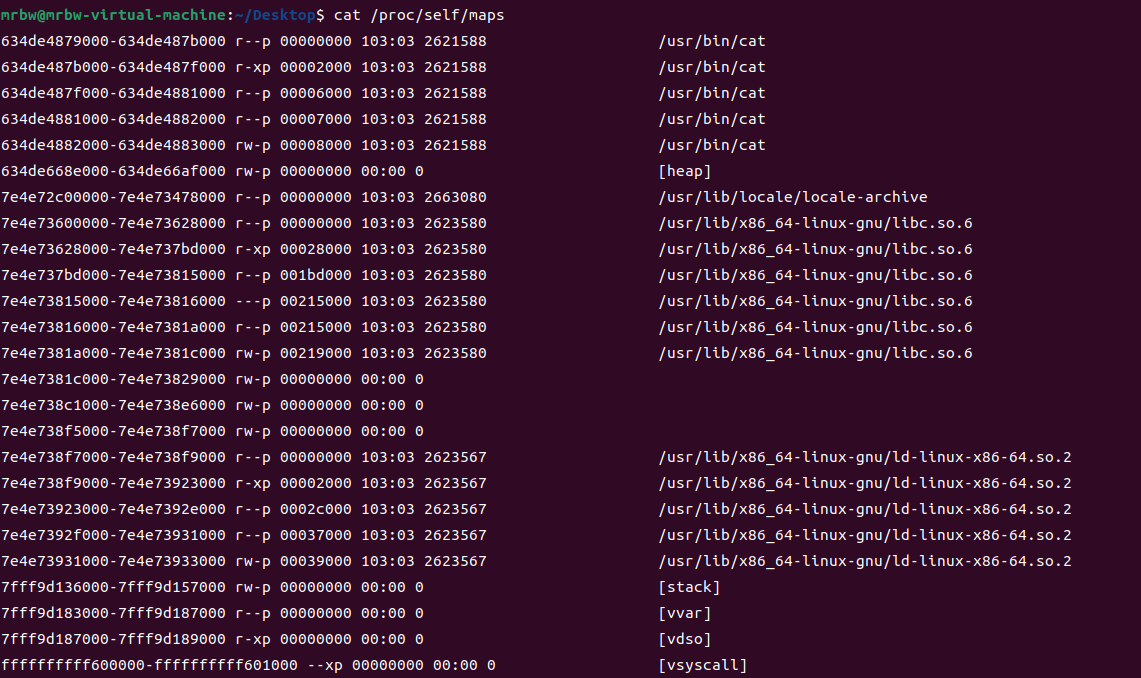 mrbw@mrbw-virtual-machine:~/Desktop$ cat /proc/self/maps
634de4879000-634de487b000 r--p 00000000 103:03 2621588 /usr/bin/cat
634de487b000-634de487f000 r-xp 00002000 103:03 2621588 /usr/bin/cat
634de487f000-634de4881000 r--p 00006000 103:03 2621588 /usr/bin/cat
634de4881000-634de4882000 r--p 00007000 103:03 2621588 /usr/bin/cat
634de4882000-634de4883000 rw-p 00008000 103:03 2621588 /usr/bin/cat
634de668e000-634de66af000 rw-p 00000000 00:00 0 [heap]
7e4e72c00000-7e4e73478000 r--p 00000000 103:03 2663080 /usr/lib/locale/locale-archive
7e4e73600000-7e4e73628000 r--p 00000000 103:03 2623580 /usr/lib/x86_64-linux-gnu/libc.so.6
7e4e73628000-7e4e737bd000 r-xp 00028000 103:03 2623580 /usr/lib/x86_64-linux-gnu/libc.so.6
7e4e737bd000-7e4e73815000 r--p 001bd000 103:03 2623580 /usr/lib/x86_64-linux-gnu/libc.so.6
7e4e73815000-7e4e73816000 ---p 00215000 103:03 2623580 /usr/lib/x86_64-linux-gnu/libc.so.6
7e4e73816000-7e4e7381a000 r--p 00215000 103:03 2623580 /usr/lib/x86_64-linux-gnu/libc.so.6
7e4e7381a000-7e4e7381c000 rw-p 00219000 103:03 2623580 /usr/lib/x86_64-linux-gnu/libc.so.6
7e4e7381c000-7e4e73829000 rw-p 00000000 00:00 0
7e4e738c1000-7e4e738e6000 rw-p 00000000 00:00 0
7e4e738f5000-7e4e738f7000 rw-p 00000000 00:00 0
7e4e738f7000-7e4e738f9000 r--p 00000000 103:03 2623567 /usr/lib/x86_64-linux-gnu/ld-linux-x86-64.so.2
7e4e738f9000-7e4e73923000 r-xp 00002000 103:03 2623567 /usr/lib/x86_64-linux-gnu/ld-linux-x86-64.so.2
7e4e73923000-7e4e7392e000 r--p 0002c000 103:03 2623567 /usr/lib/x86_64-linux-gnu/ld-linux-x86-64.so.2
7e4e7392f000-7e4e73931000 r--p 00037000 103:03 2623567 /usr/lib/x86_64-linux-gnu/ld-linux-x86-64.so.2
7e4e73931000-7e4e73933000 rw-p 00039000 103:03 2623567 /usr/lib/x86_64-linux-gnu/ld-linux-x86-64.so.2
7fff9d136000-7fff9d157000 rw-p 00000000 00:00 0 [stack]
7fff9d183000-7fff9d187000 r--p 00000000 00:00 0 [vvar]
7fff9d187000-7fff9d189000 r-xp 00000000 00:00 0 [vdso]
ffffffffff600000-ffffffffff601000 --xp 00000000 00:00 0 [vsyscall]